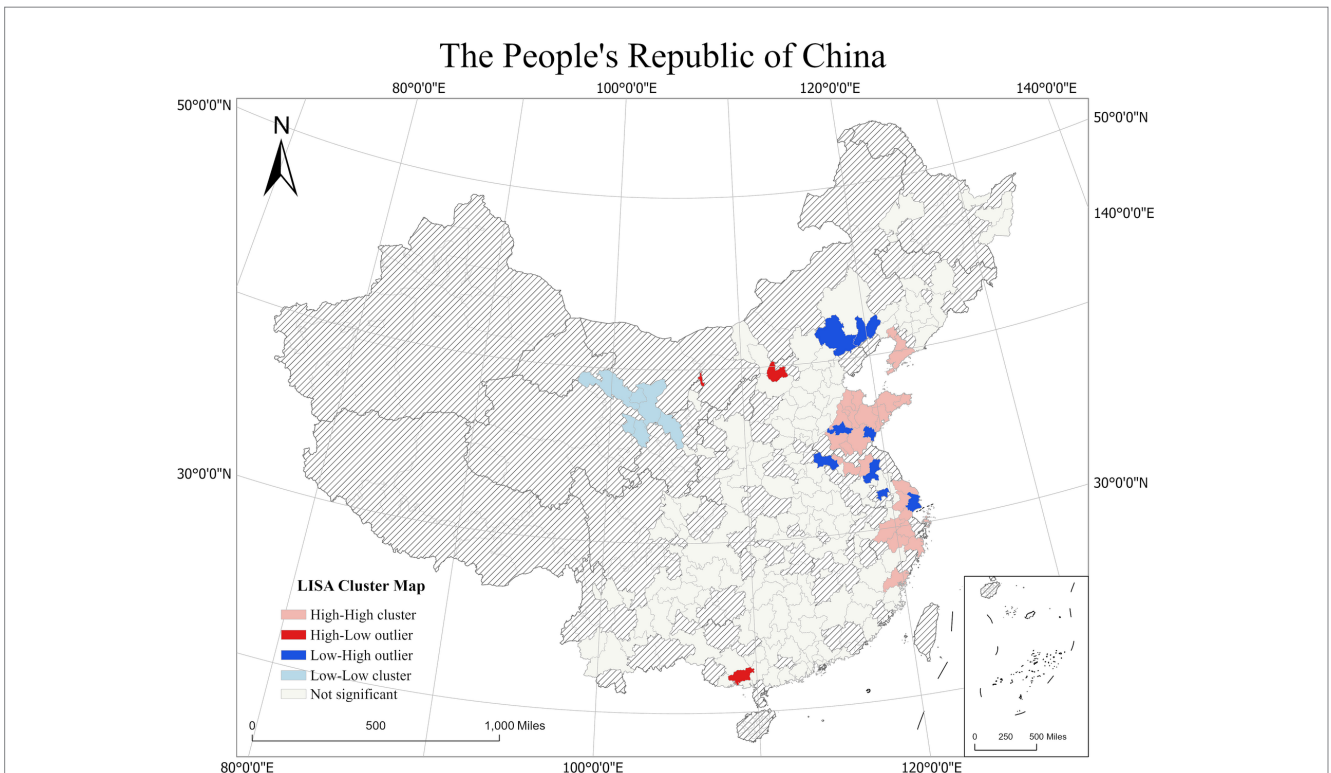 The People's Republic of China
80°0'0"E 100°0'0"E 120°0'0"E 140°0'0"E
50°0'0"N 50°0'0"N
N
140°0'0"E
30°0'0"N 30°0'0"N
LISA Cluster Map
High-High cluster
High-Low outlier
Low-High outlier
Low-Low cluster
Not significant
0 500 1,000 Miles
0 250 500 Miles
80°0'0"E 100°0'0"E 120°0'0"E